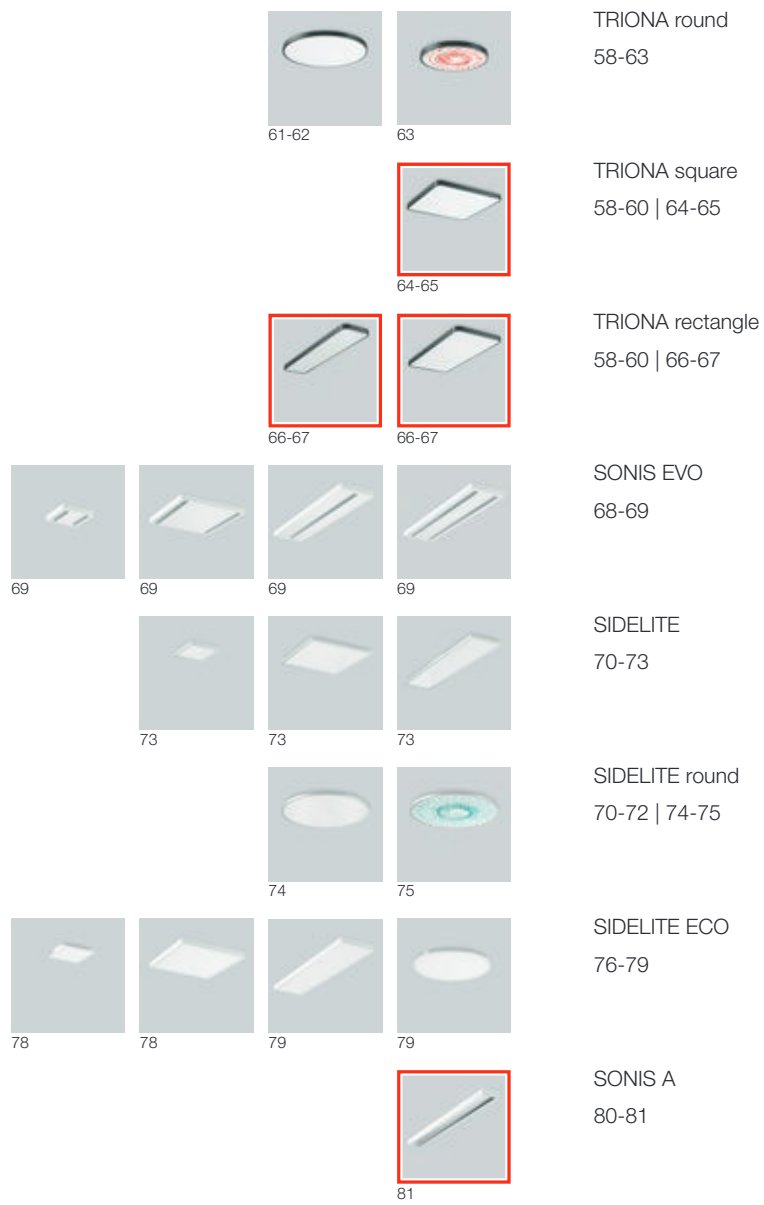 TRIONA round
58-63
61-62
63
TRIONA square
58-60 | 64-65
64-65
TRIONA rectangle
58-60 | 66-67
66-67
66-67
SONIS EVO
68-69
69
69
69
69
SIDELITE
70-73
73
73
73
SIDELITE round
70-72 | 74-75
74
75
SIDELITE ECO
76-79
78
78
79
79
SONIS A
80-81
81